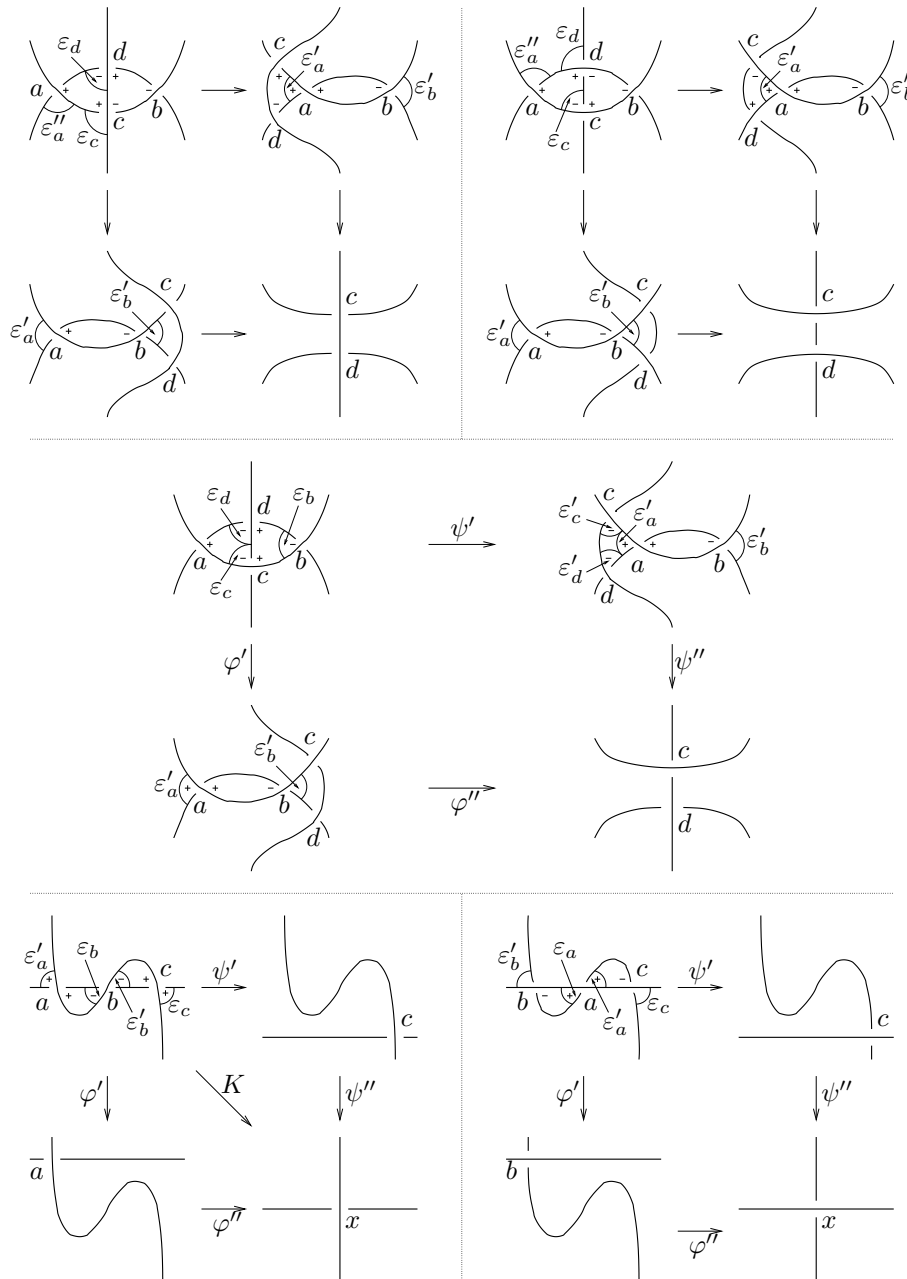 ε_d d c ε'_a ε''_a ε_d d c ε'_a
a b a b ε'_b a b a b ε'_b
ε''_a ε_c c d ε_c c d
c c c c
ε'_b ε'_b
ε'_a a b ε'_a a b
d d d d
ε_d d ε_b c ε'_c ε'_a
ψ' ε'_b
a b a b
ε_c c ε'_d d
φ' ψ''
ε'_b c c
ε'_a a b φ''
d d
ε'_a ε_b c ψ' ε'_b ε_a c ψ'
a b ε'_b ε_c c b a ε'_a ε_c c
φ' K ψ'' φ' ψ''
a b
φ'' x φ'' x